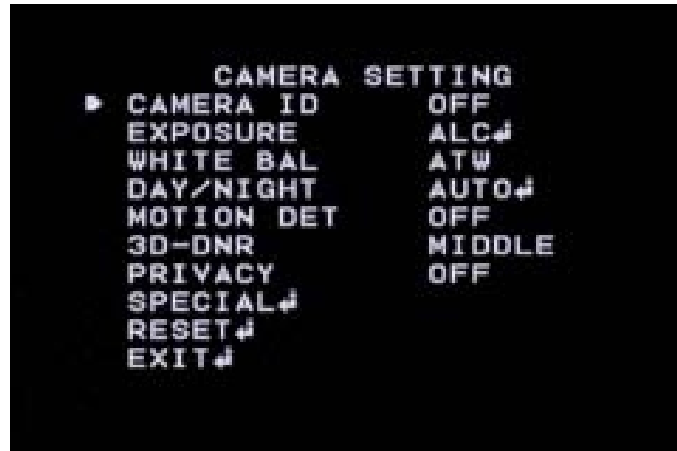 CAMERA SETTING
CAMERA ID OFF
EXPOSURE ALC↲
WHITE BAL ATW
DAY/NIGHT AUTO↲
MOTION DET OFF
3D-DNR MIDDLE
PRIVACY OFF
SPECIAL↲
RESET↲
EXIT↲